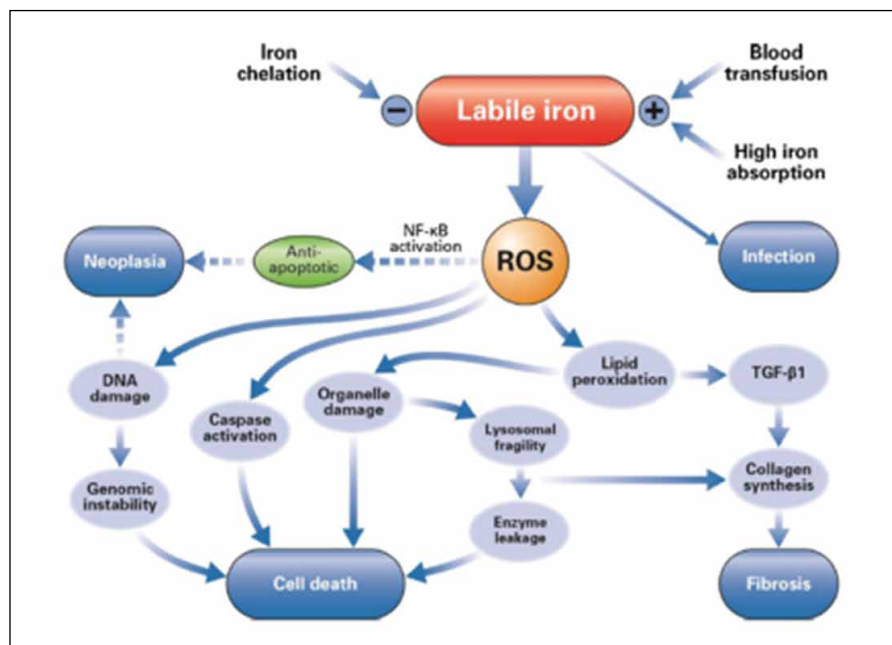 Iron
chelation
Blood
transfusion
−
Labile iron
+
High iron
absorption
NF-κB
activation
Neoplasia
Anti-
apoptotic
ROS
Infection
DNA
damage
Caspase
activation
Organelle
damage
Lipid
peroxidation
TGF-β1
Lysosomal
fragility
Genomic
instability
Collagen
synthesis
Enzyme
leakage
Cell death
Fibrosis